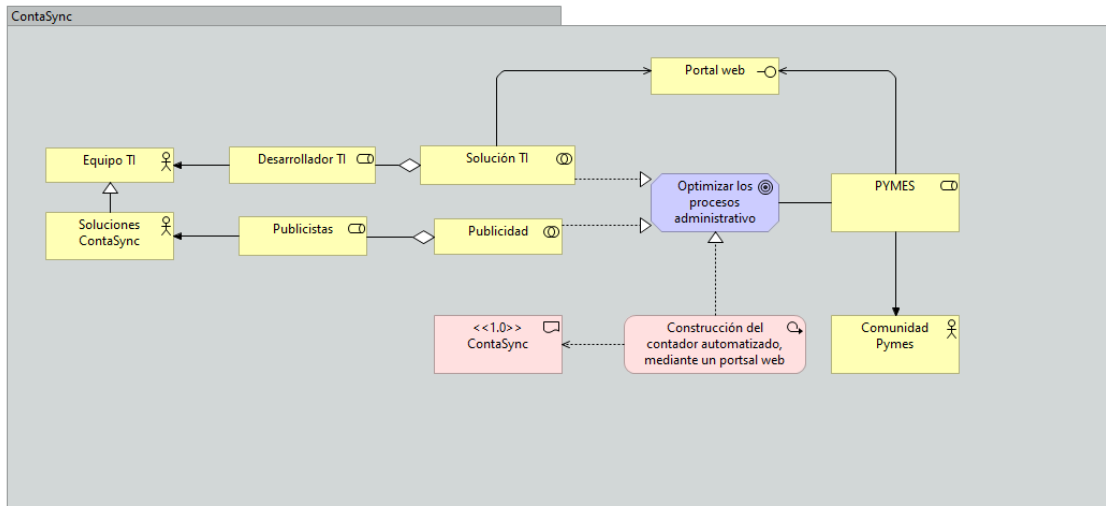 ContaSync
Portal web
Equipo TI
Desarrollador TI
Solución TI
Optimizar los
procesos
administrativo
PYMES
Soluciones
ContaSync
Publicistas
Publicidad
<<1.0>>
ContaSync
Construcción del
contador automatizado,
mediante un portsal web
Comunidad
Pymes